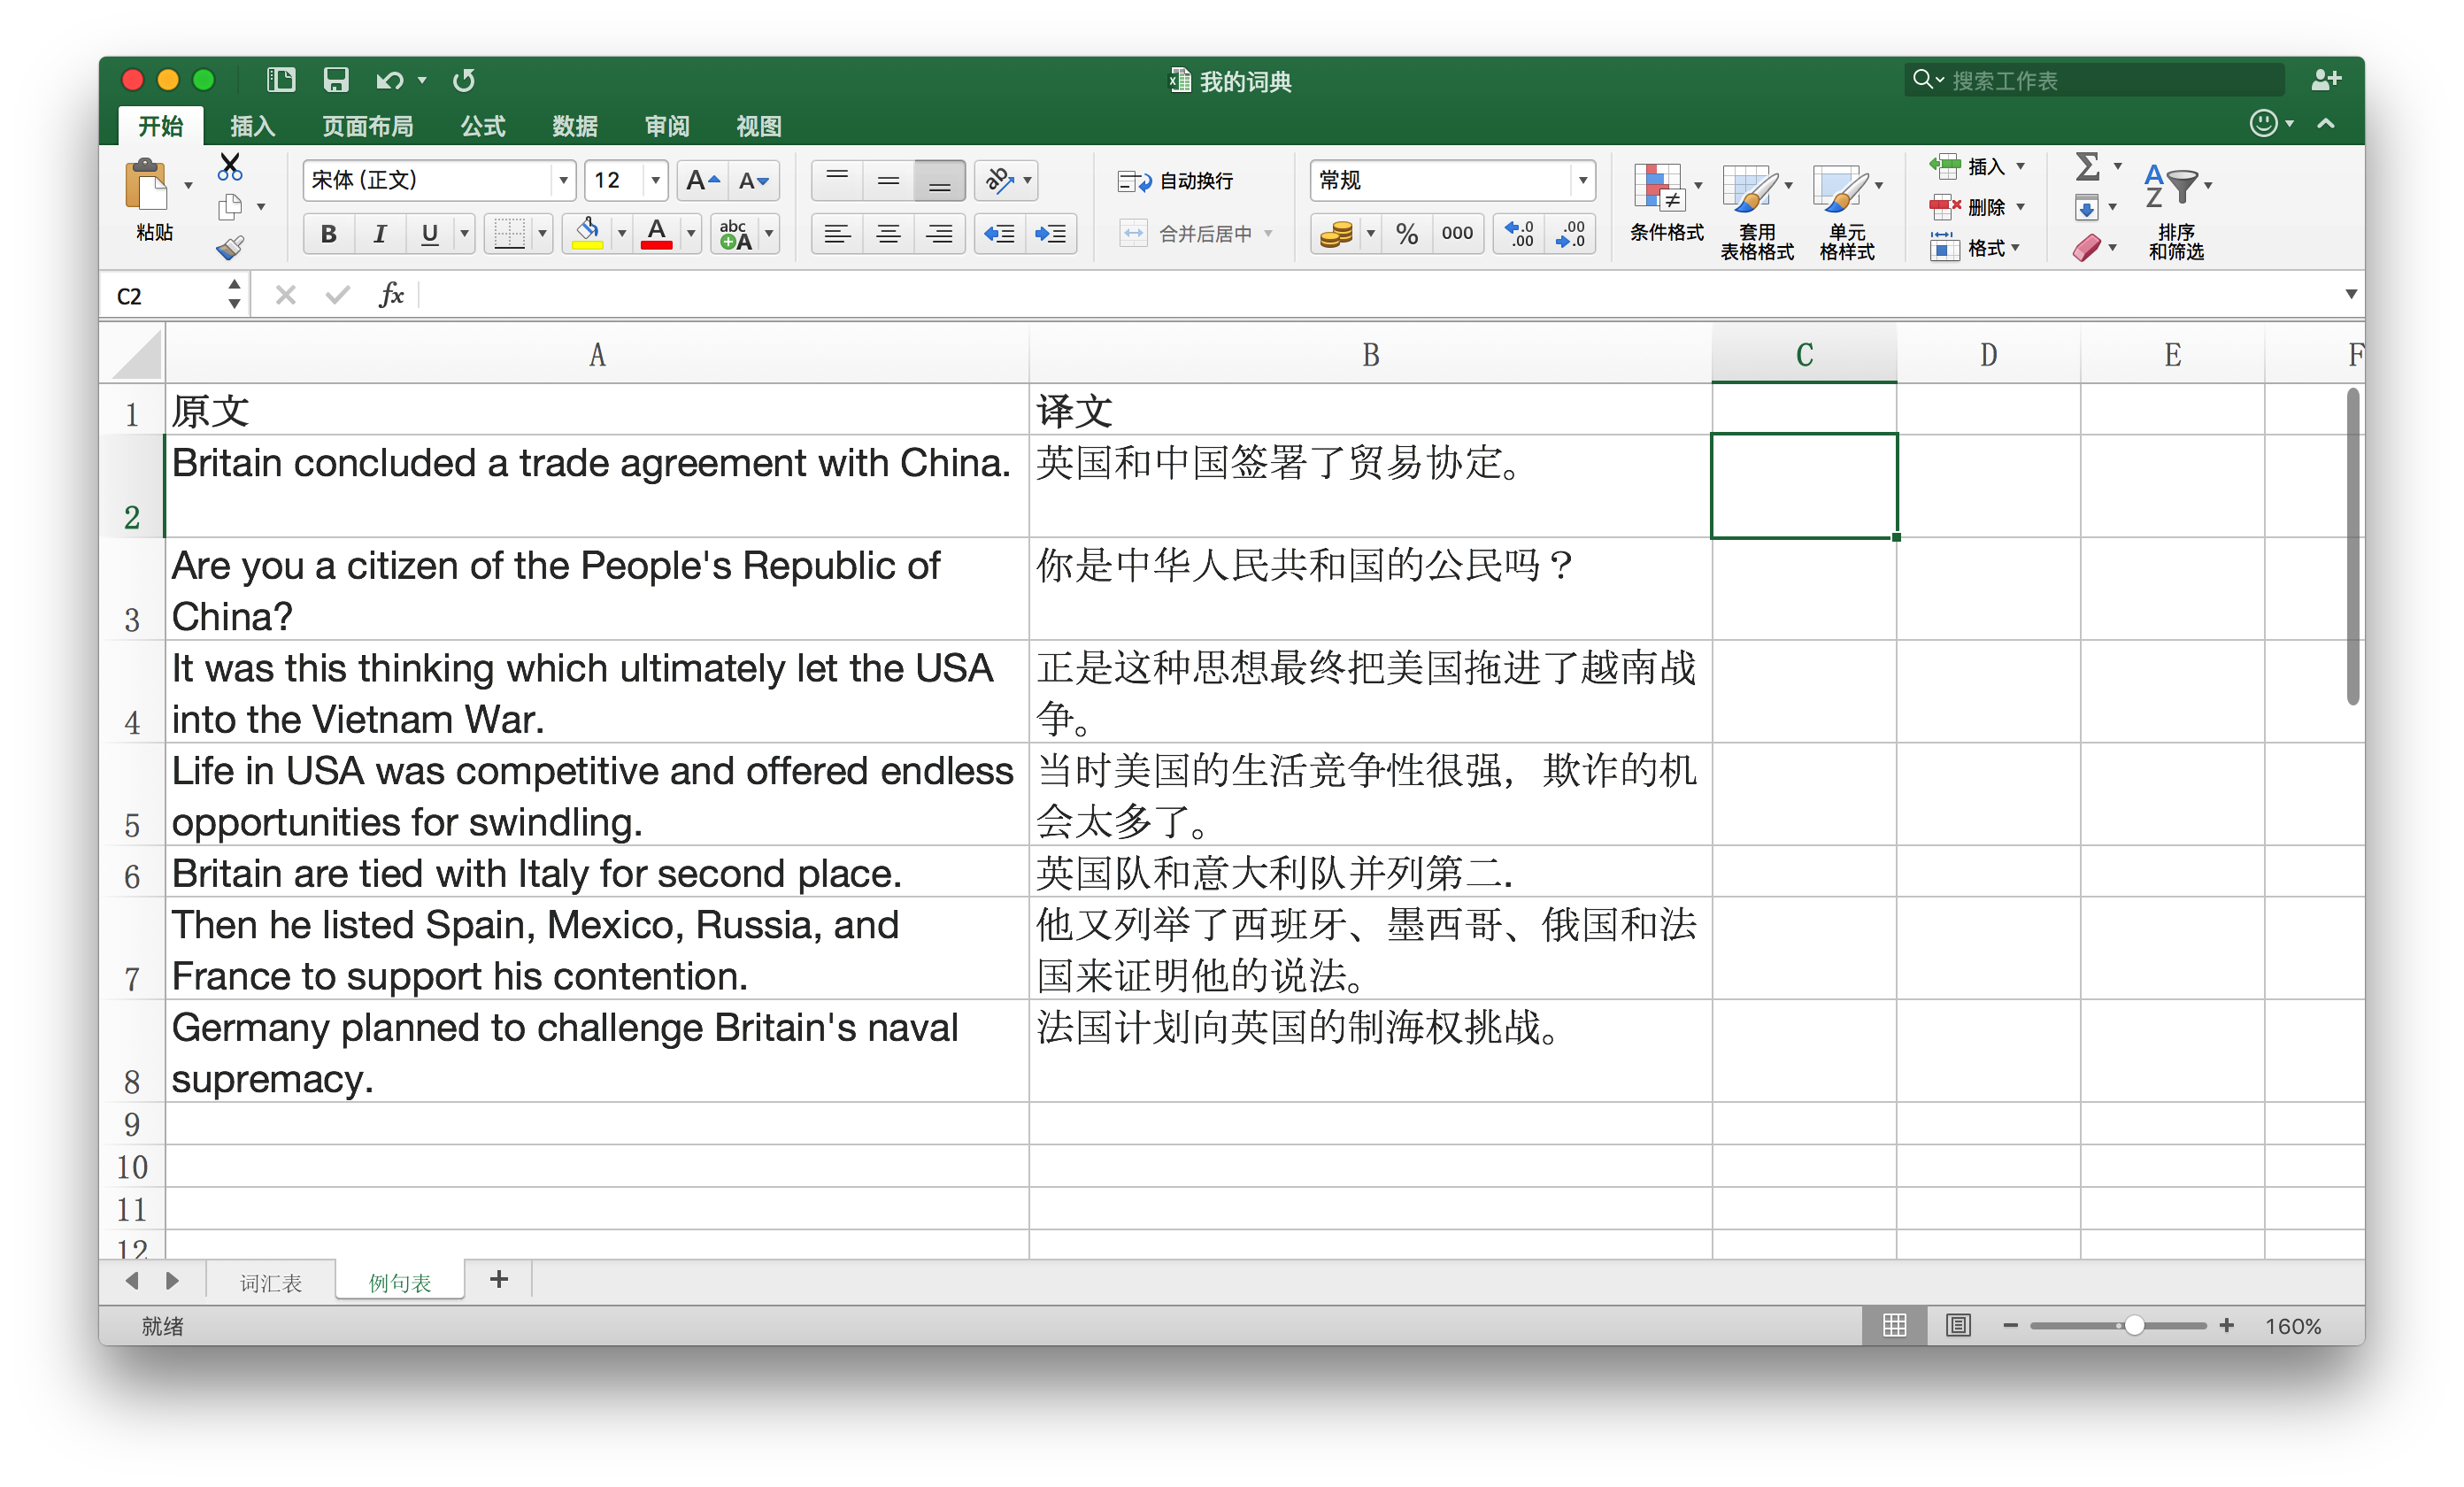 我的词典
搜索工作表
开始 插入 页面布局 公式 数据 审阅 视图
粘贴
宋体 (正文) 12
自动换行
常规
B I U
abc
A
合并后居中
% 000
.0
.00
.00
.0
条件格式
套用
表格格式
单元
格样式
插入
删除
格式
排序
和筛选
C2
fx
A B C D E F
1 原文 译文
2 Britain concluded a trade agreement with China. 英国和中国签署了贸易协定。
3 Are you a citizen of the People's Republic of 你是中华人民共和国的公民吗？
China?
4 It was this thinking which ultimately let the USA 正是这种思想最终把美国拖进了越南战
into the Vietnam War. 争。
5 Life in USA was competitive and offered endless 当时美国的生活竞争性很强，欺诈的机
opportunities for swindling. 会太多了。
6 Britain are tied with Italy for second place. 英国队和意大利队并列第二.
7 Then he listed Spain, Mexico, Russia, and 他又列举了西班牙、墨西哥、俄国和法
France to support his contention. 国来证明他的说法。
8 Germany planned to challenge Britain's naval 法国计划向英国的制海权挑战。
supremacy.
9
10
11
12
词汇表 例句表 +
就绪
160%